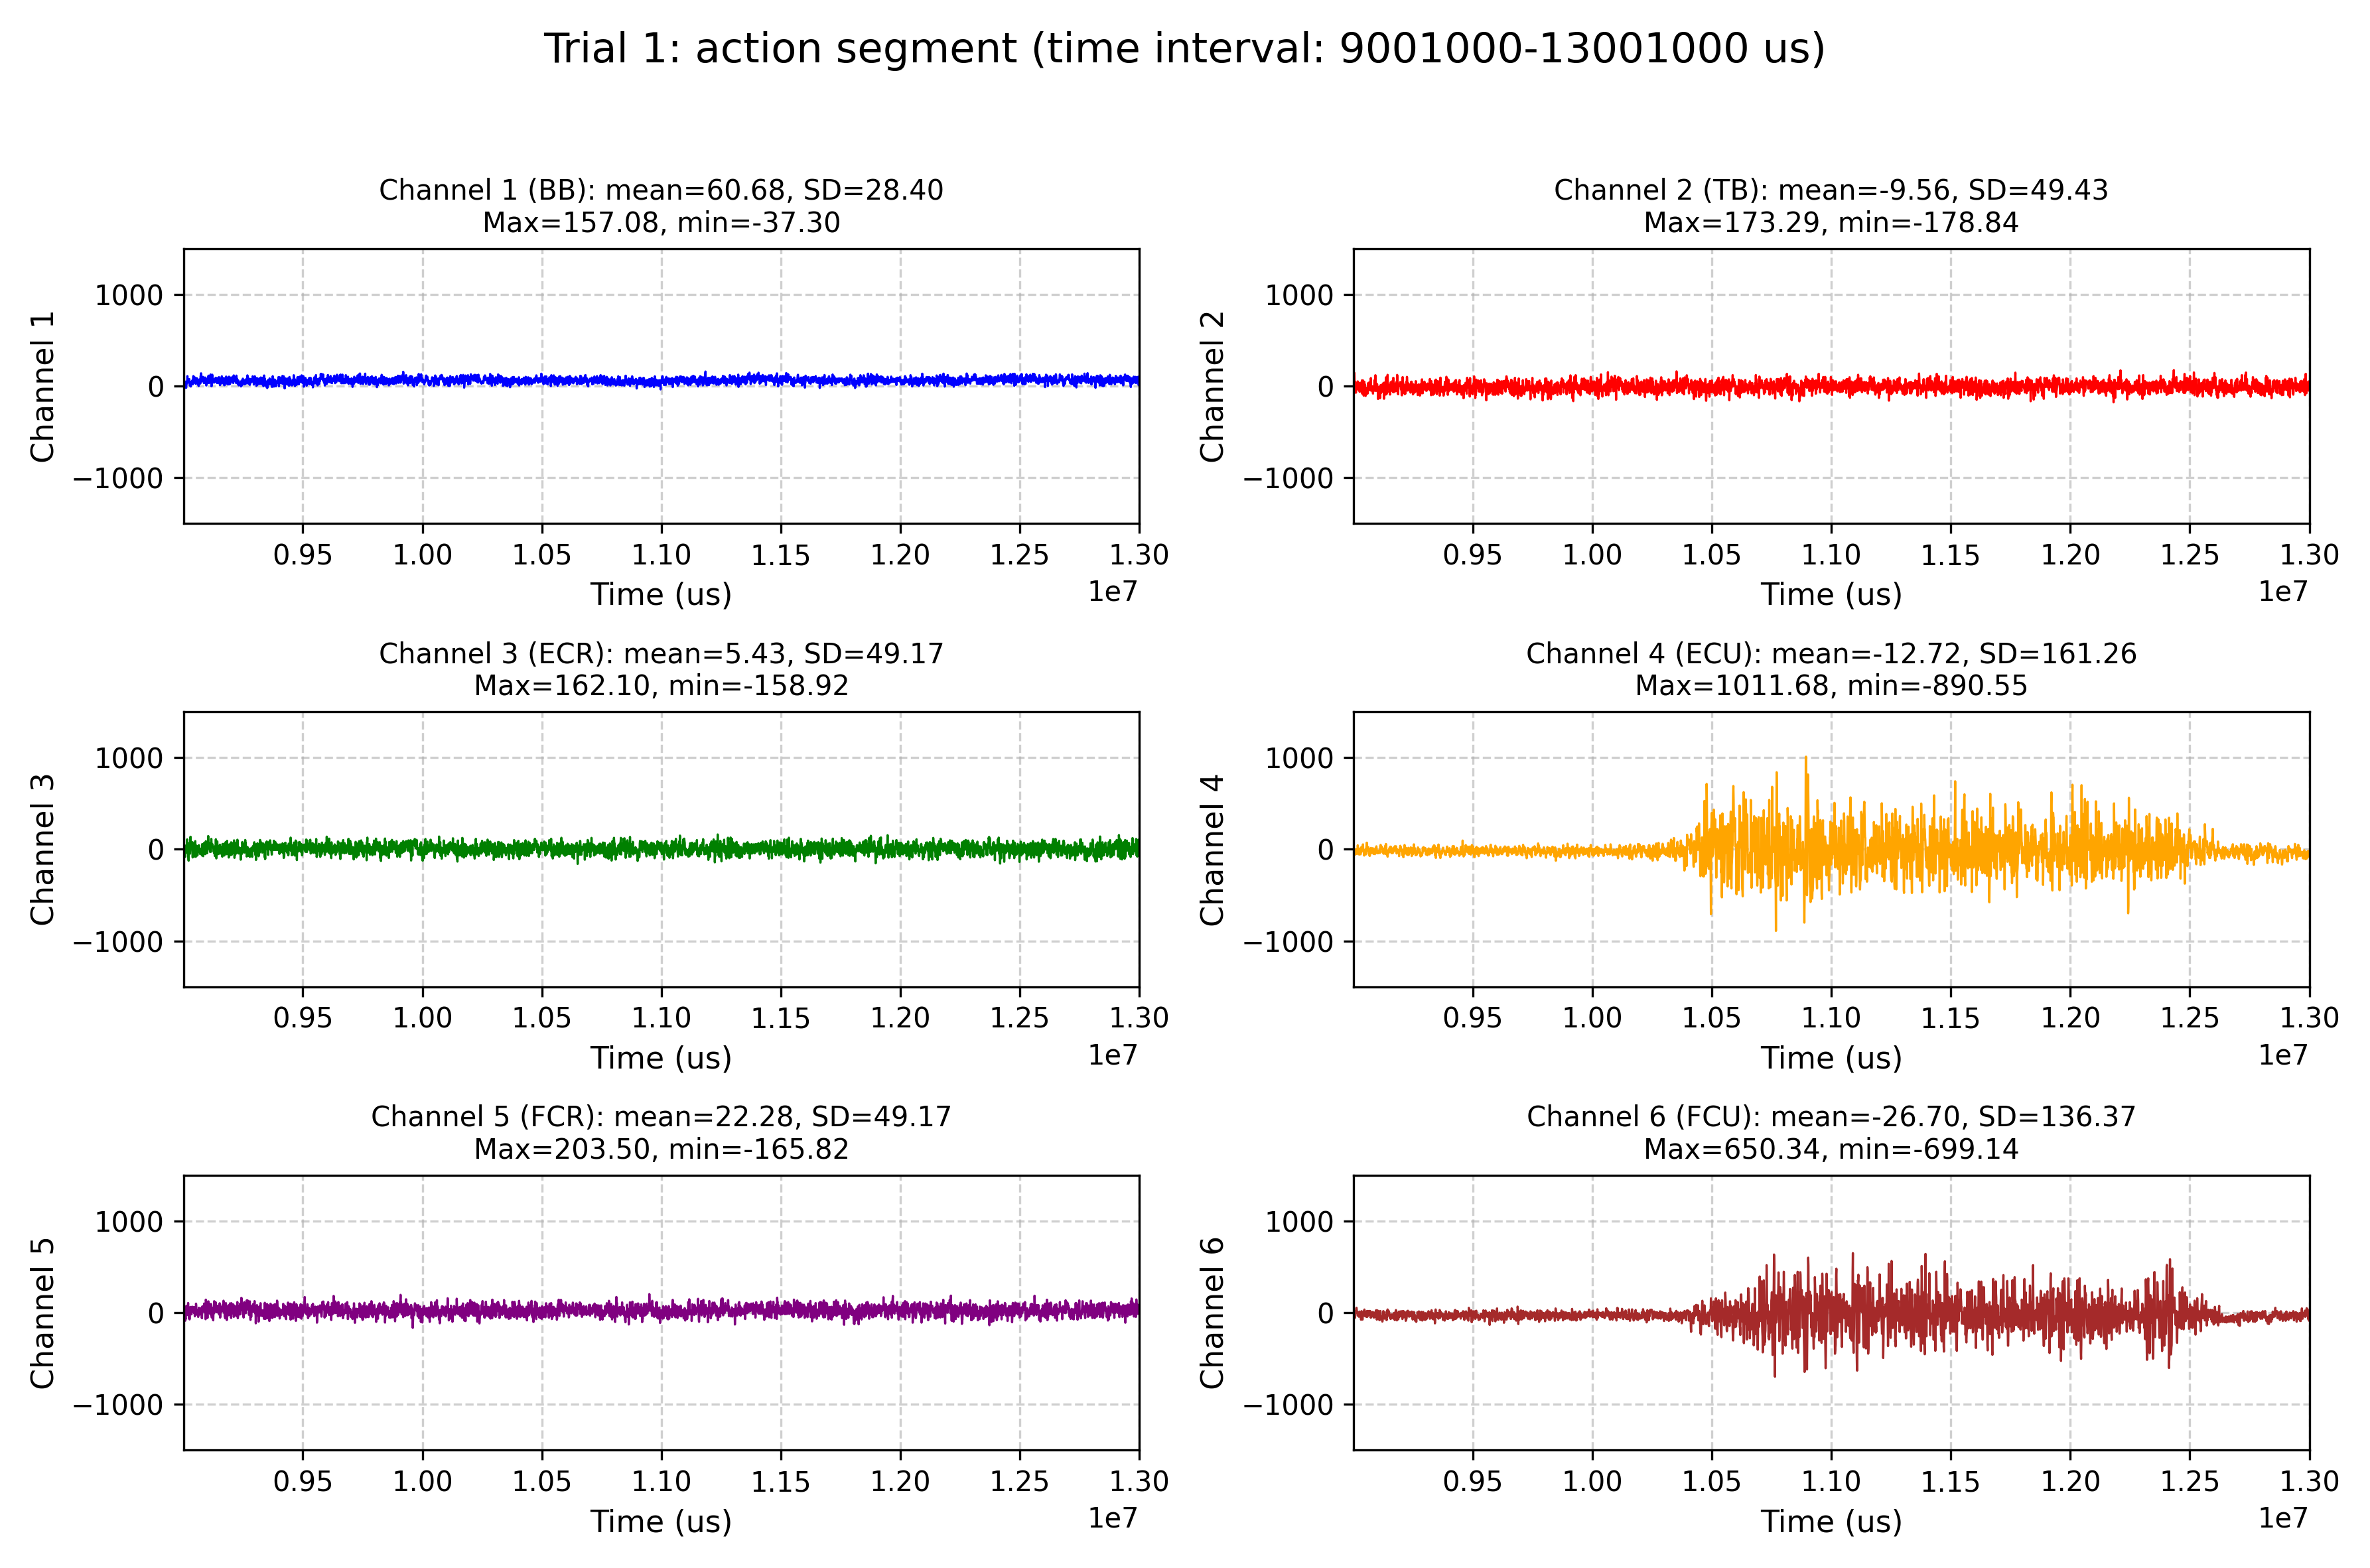 Trial 1: action segment (time interval: 9001000-13001000 us)
Channel 1 (BB): mean=60.68, SD=28.40
Max=157.08, min=-37.30
1000
0
−1000
Channel 1
0.95 1.00 1.05 1.10 1.15 1.20 1.25 1.30
Time (us)
1e7
Channel 2 (TB): mean=-9.56, SD=49.43
Max=173.29, min=-178.84
1000
0
−1000
Channel 2
0.95 1.00 1.05 1.10 1.15 1.20 1.25 1.30
Time (us)
1e7
Channel 3 (ECR): mean=5.43, SD=49.17
Max=162.10, min=-158.92
1000
0
−1000
Channel 3
0.95 1.00 1.05 1.10 1.15 1.20 1.25 1.30
Time (us)
1e7
Channel 4 (ECU): mean=-12.72, SD=161.26
Max=1011.68, min=-890.55
1000
0
−1000
Channel 4
0.95 1.00 1.05 1.10 1.15 1.20 1.25 1.30
Time (us)
1e7
Channel 5 (FCR): mean=22.28, SD=49.17
Max=203.50, min=-165.82
1000
0
−1000
Channel 5
0.95 1.00 1.05 1.10 1.15 1.20 1.25 1.30
Time (us)
1e7
Channel 6 (FCU): mean=-26.70, SD=136.37
Max=650.34, min=-699.14
1000
0
−1000
Channel 6
0.95 1.00 1.05 1.10 1.15 1.20 1.25 1.30
Time (us)
1e7